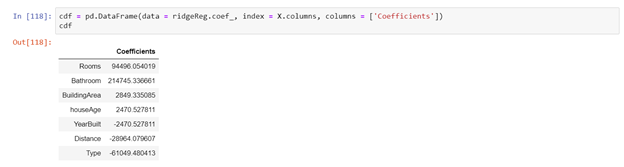 In [118]: cdf = pd.DataFrame(data = ridgeReg.coef_, index = X.columns, columns = ['Coefficients'])
cdf
Out[118]:
Coefficients
Rooms 94496.054019
Bathroom 214745.336661
BuildingArea 2849.335085
houseAge 2470.527811
YearBuilt -2470.527811
Distance -28964.079607
Type -61049.480413